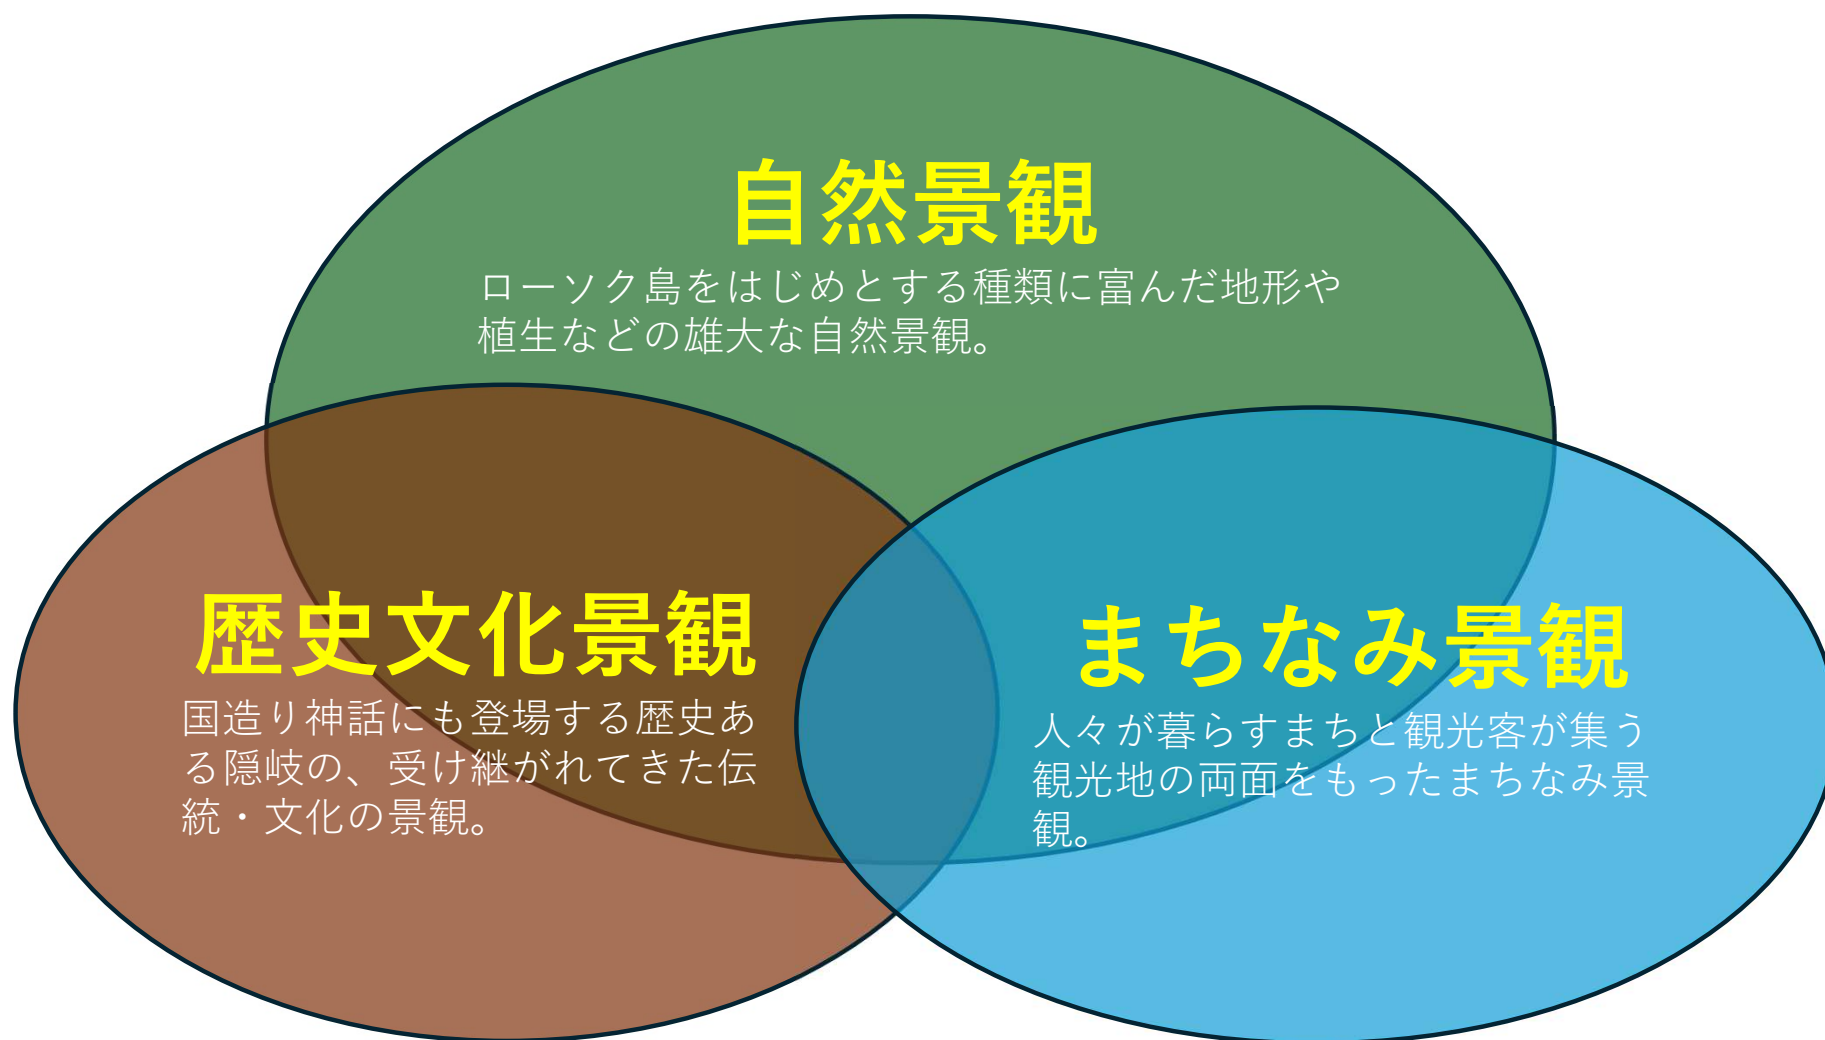 自然景観
ローソク島をはじめとする種類に富んだ地形や
植生などの雄大な自然景観。
歴史文化景観
国造り神話にも登場する歴史あ
る隠岐の、受け継がれてきた伝
統・文化の景観。
まちなみ景観
人々が暮らすまちと観光客が集う
観光地の両面をもったまちなみ景
観。